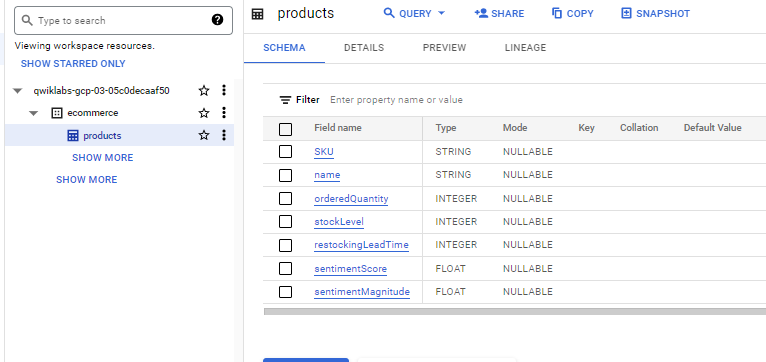 Type to search
Viewing workspace resources.
SHOW STARRED ONLY
qwiklabs-gcp-03-05c0decaaf50
ecommerce
products
SHOW MORE
SHOW MORE
products QUERY SHARE COPY SNAPSHOT
SCHEMA DETAILS PREVIEW LINEAGE
Filter Enter property name or value
Field name Type Mode Key Collation Default Value
SKU STRING NULLABLE
name STRING NULLABLE
orderedQuantity INTEGER NULLABLE
stockLevel INTEGER NULLABLE
restockingLeadTime INTEGER NULLABLE
sentimentScore FLOAT NULLABLE
sentimentMagnitude FLOAT NULLABLE